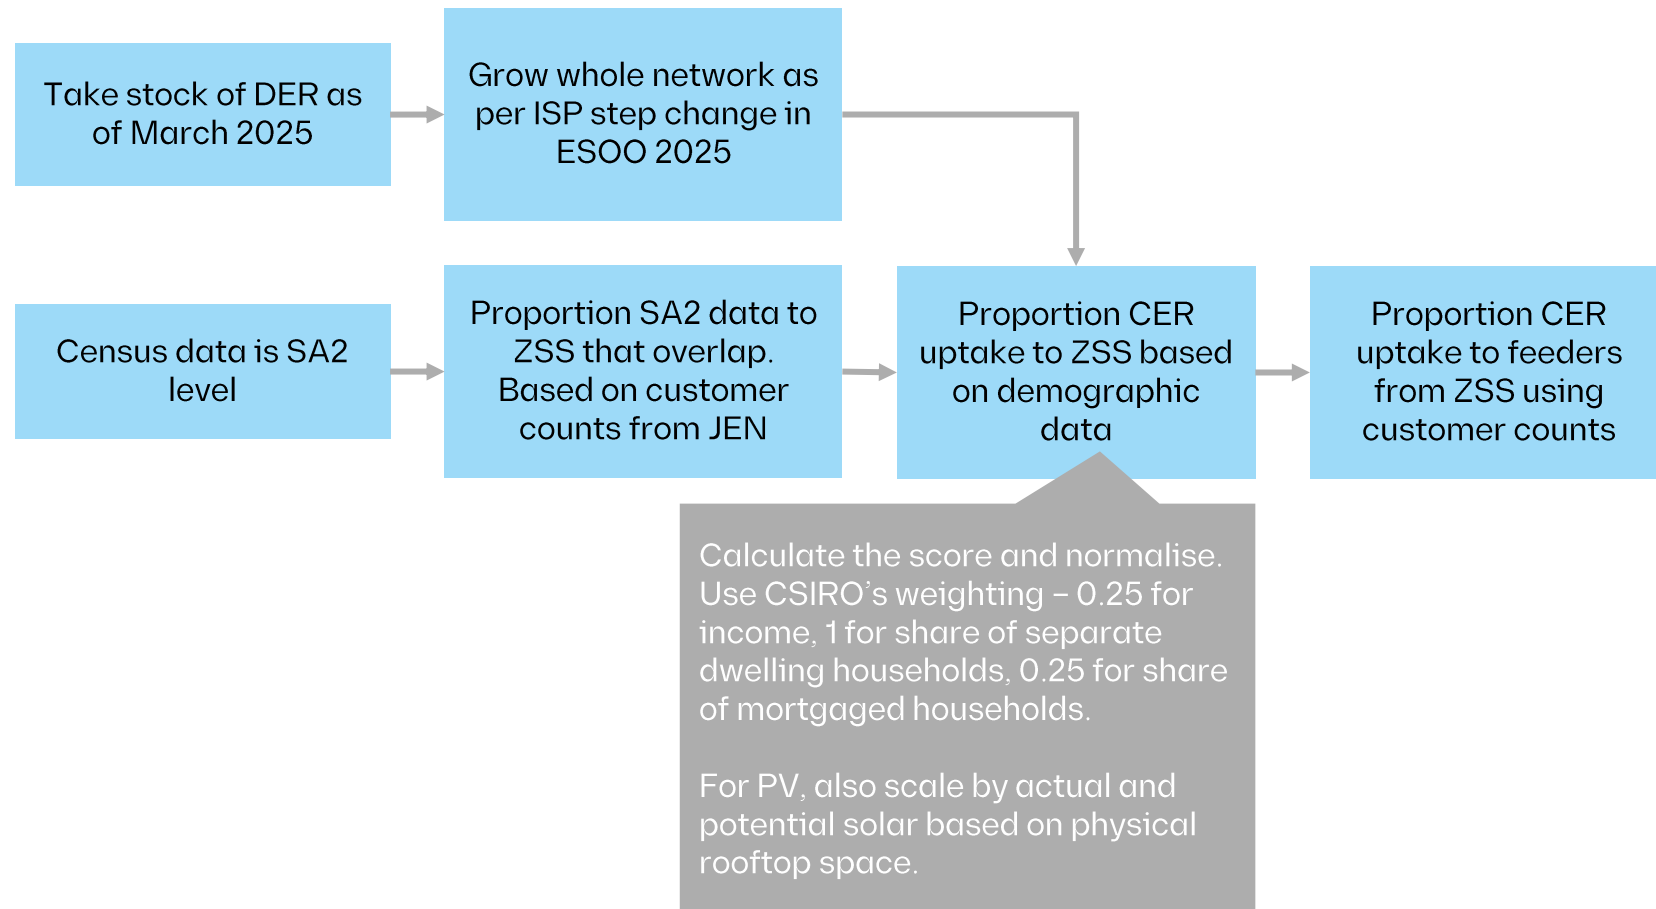 Take stock of DER as
of March 2025
Grow whole network as
per ISP step change in
ESOO 2025
Census data is SA2
level
Proportion SA2 data to
ZSS that overlap.
Based on customer
counts from JEN
Proportion CER
uptake to ZSS based
on demographic
data
Proportion CER
uptake to feeders
from ZSS using
customer counts
Calculate the score and normalise.
Use CSIRO’s weighting – 0.25 for
income, 1 for share of separate
dwelling households, 0.25 for share
of mortgaged households.
For PV, also scale by actual and
potential solar based on physical
rooftop space.